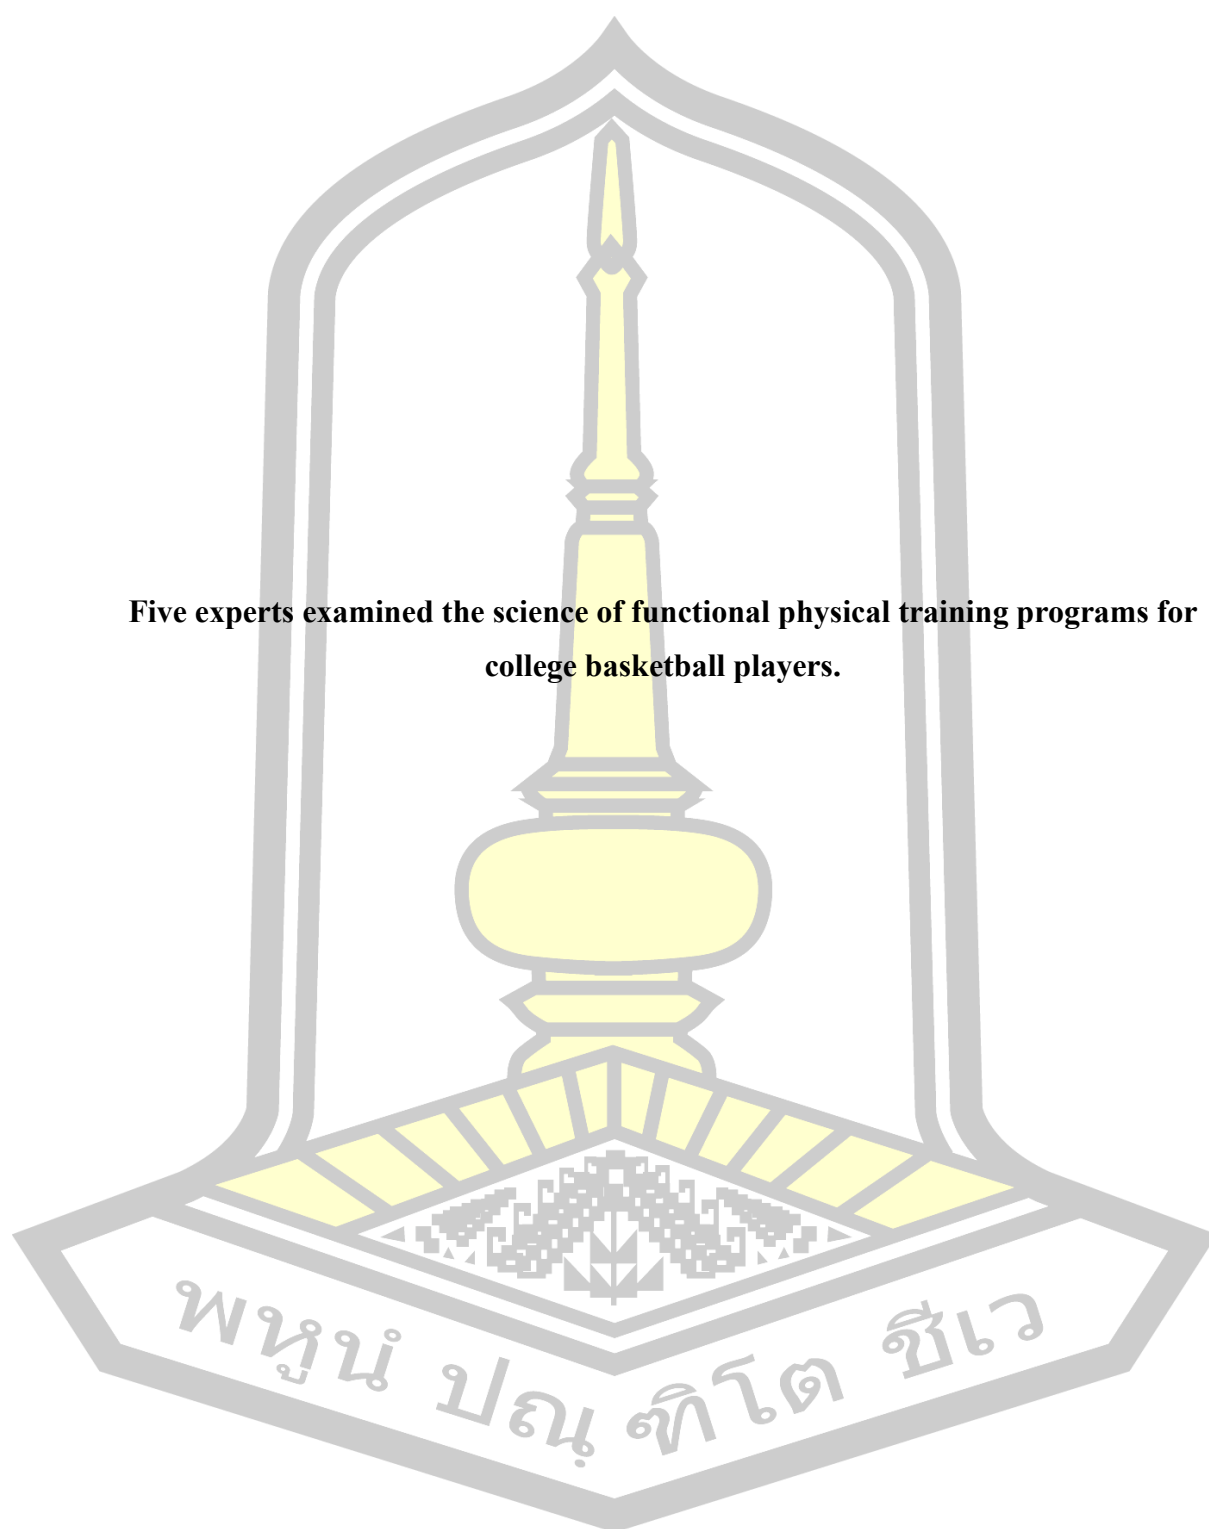 Five experts examined the science of functional physical training programs for
college basketball players.
พหูนํ ปณฺฑิโต ชีเว